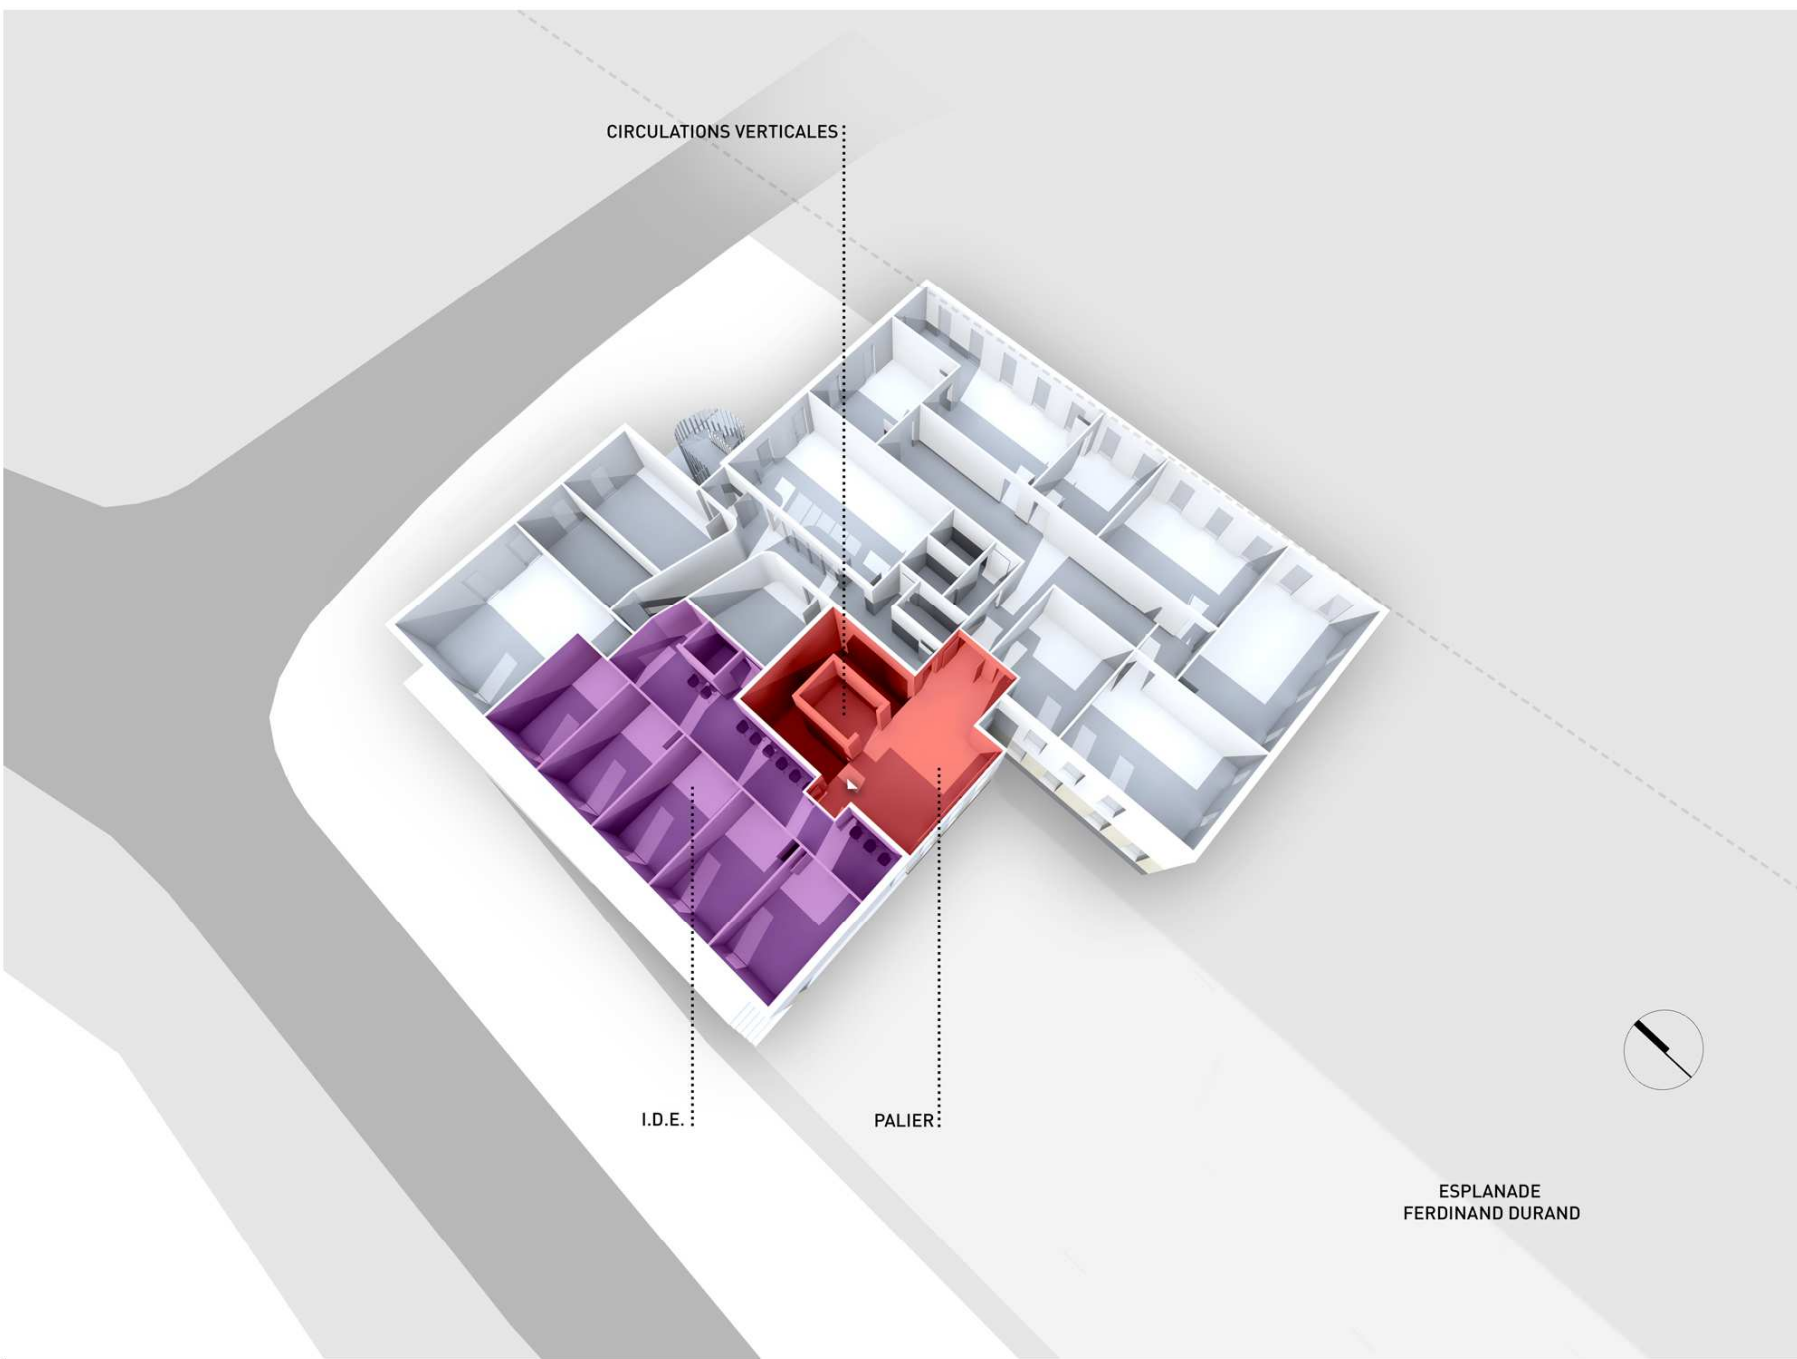 CIRCULATIONS VERTICALES
I.D.E.
PALIER
ESPLANADE
FERDINAND DURAND